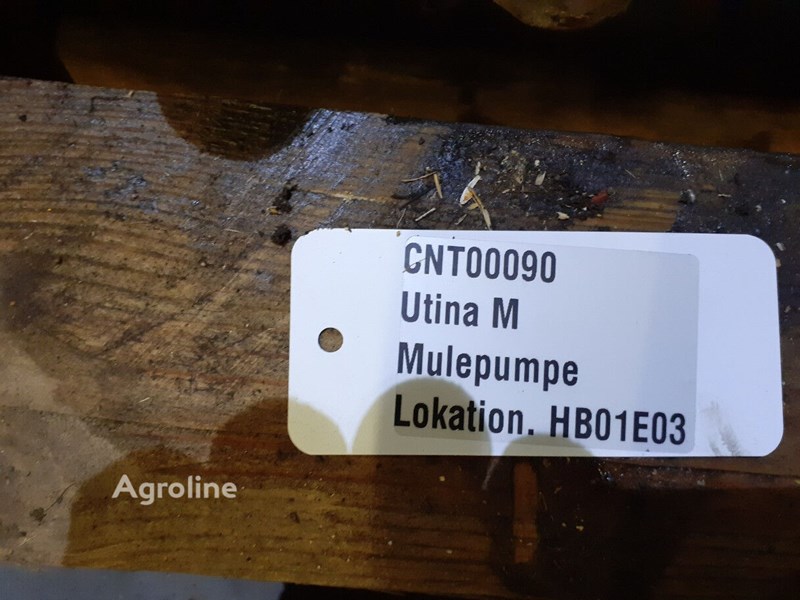 CNT00090
Utina M
Mulepumpe
Lokation. HB01E03
Agroline